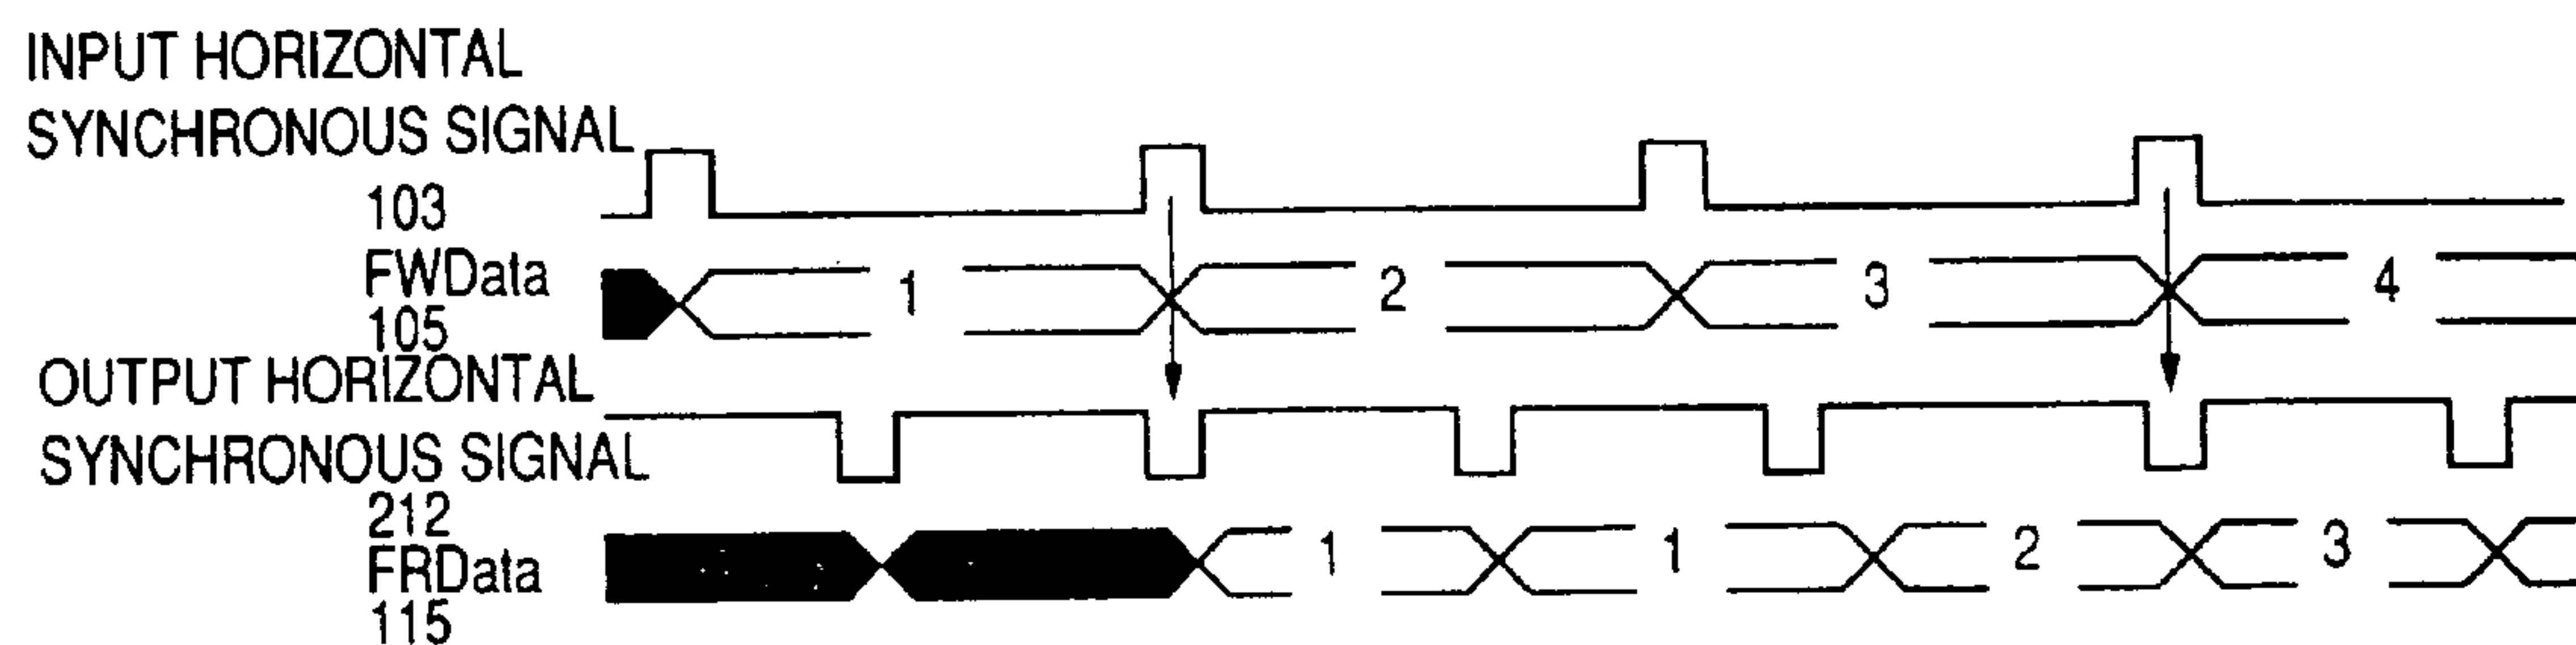 INPUT HORIZONTAL
SYNCHRONOUS SIGNAL
103
FWData
105
1 2 3 4
OUTPUT HORIZONTAL
SYNCHRONOUS SIGNAL
212
FRData
115
1 1 2 3